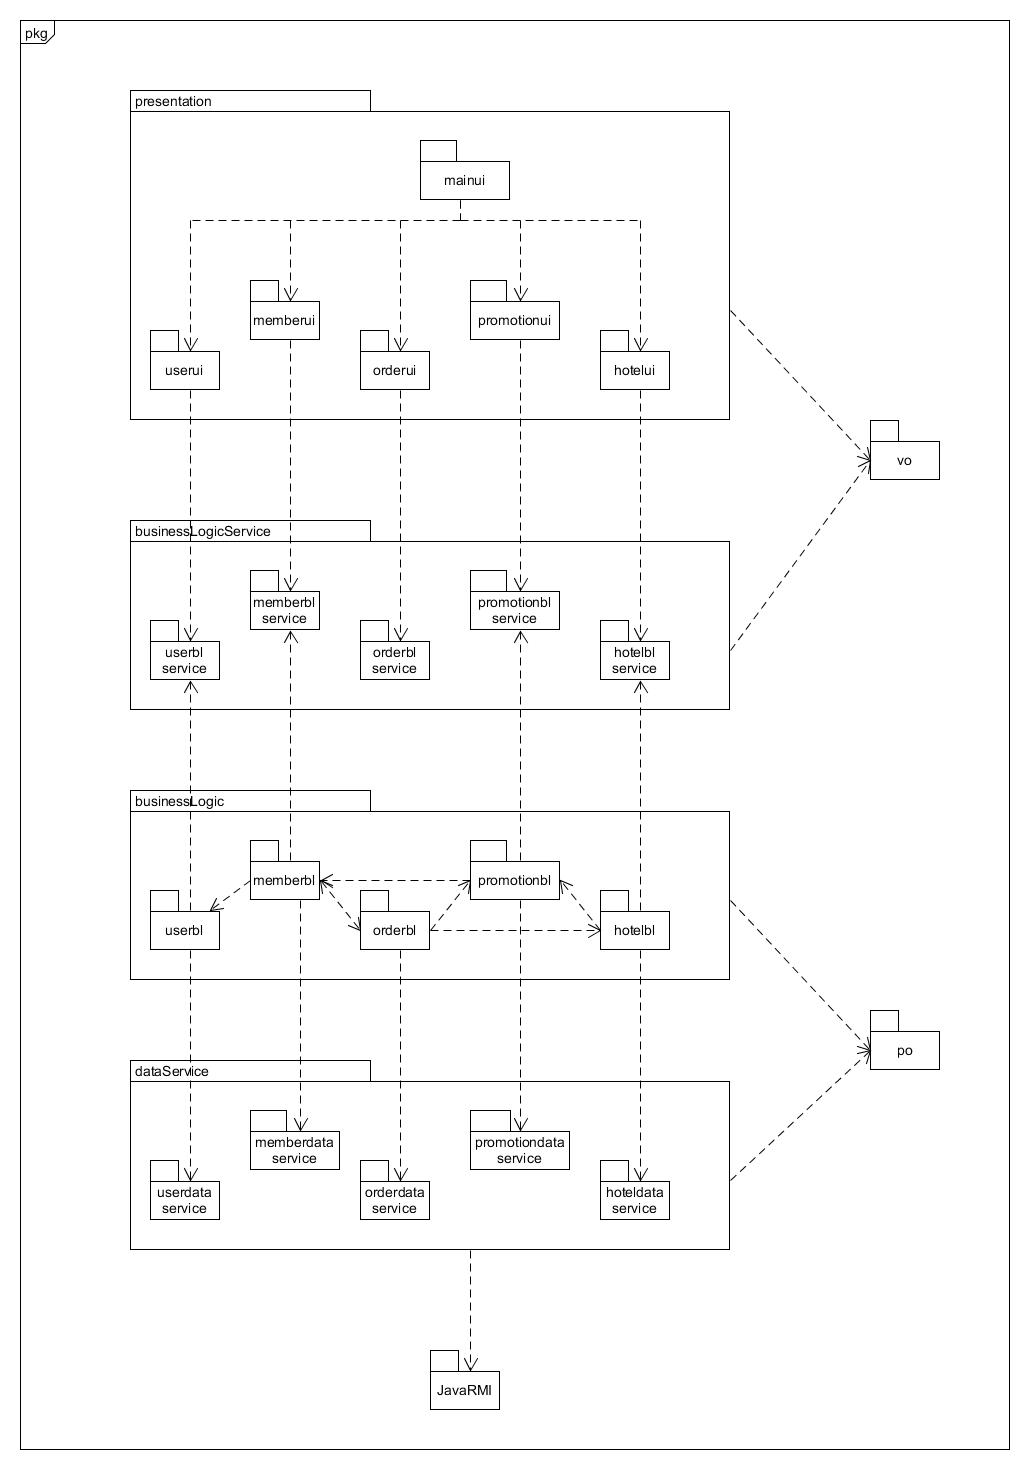 pkg
presentation
mainui
memberui
promotionui
userui
orderui
hotelui
vo
businessLogicService
memberbl
service
promotionbl
service
userbl
service
orderbl
service
hotelbl
service
businessLogic
memberbl
promotionbl
userbl
orderbl
hotelbl
po
dataService
memberdata
service
promotiondata
service
userdata
service
orderdata
service
hoteldata
service
JavaRMI